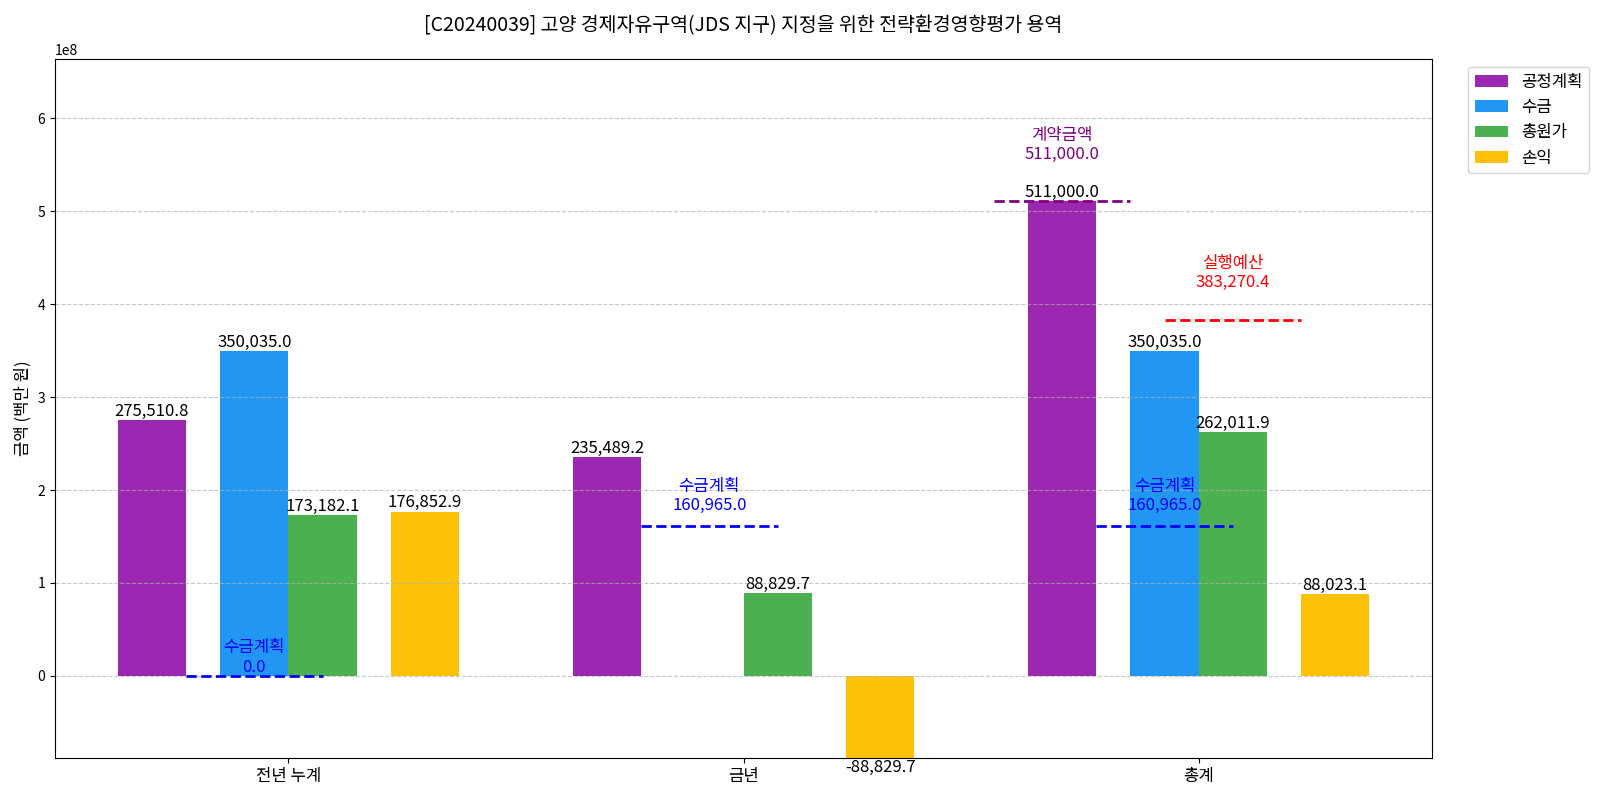 [C20240039] 고양 경제자유구역(JDS 지구) 지정을 위한 전략환경영향평가 용역
1e8
공정계획
수금
총원가
손익
금액 (백만 원)
6
5
4
3
2
1
0
275,510.8
350,035.0
수금계획
0.0
173,182.1
176,852.9
235,489.2
수금계획
160,965.0
88,829.7
-88,829.7
계약금액
511,000.0
511,000.0
실행예산
383,270.4
350,035.0
수금계획
160,965.0
262,011.9
88,023.1
전년 누계
금년
총계